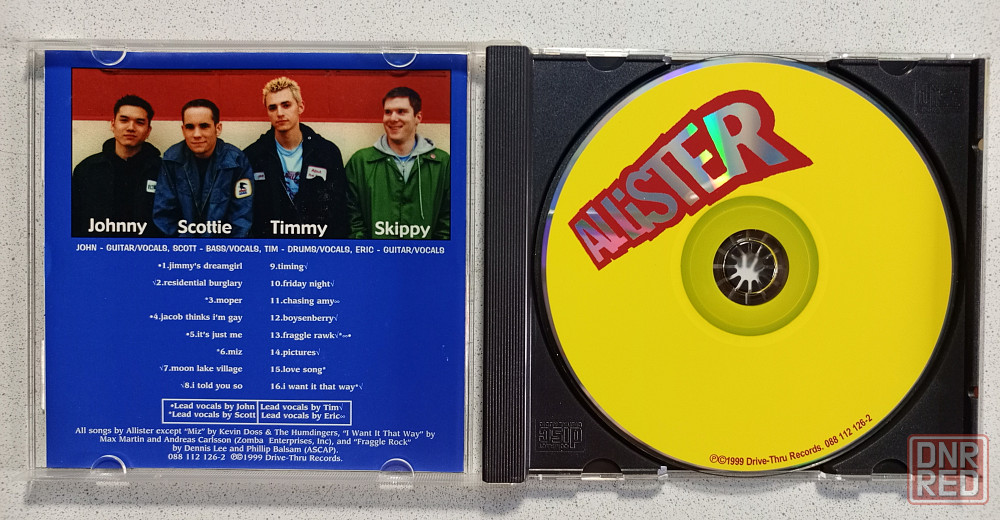 Johnny Scottie Timmy Skippy
JOHN - GUITAR/VOCALS, SCOTT - BASS/VOCALS, TIM - DRUMS/VOCALS, ERIC - GUITAR/VOCALS
•1.jimmy's dreamgirl
√2.residential burglary
*3.moper
•4.jacob thinks i'm gay
•5.it's just me
*6.miz
√7.moon lake village
√8.i told you so
9.timing√
10.friday night√
11.chasing amy∞
12.boysenberry√
13.fraggle rawk√*∞•
14.pictures√
15.love song*
16.i want it that way*√
•Lead vocals by John
*Lead vocals by Scott
Lead vocals by Tim√
Lead vocals by Eric∞
All songs by Allister except "Miz" by Kevin Doss & The Humdingers, "I Want It That Way" by
Max Martin and Andreas Carlsson (Zomba Enterprises, Inc), and "Fraggle Rock"
by Dennis Lee and Phillip Balsam (ASCAP).
088 112 126-2 ℗©1999 Drive-Thru Records.
ALLiSTER
℗©1999 Drive-Thru Records. 088 112 126-2
DNR
RED